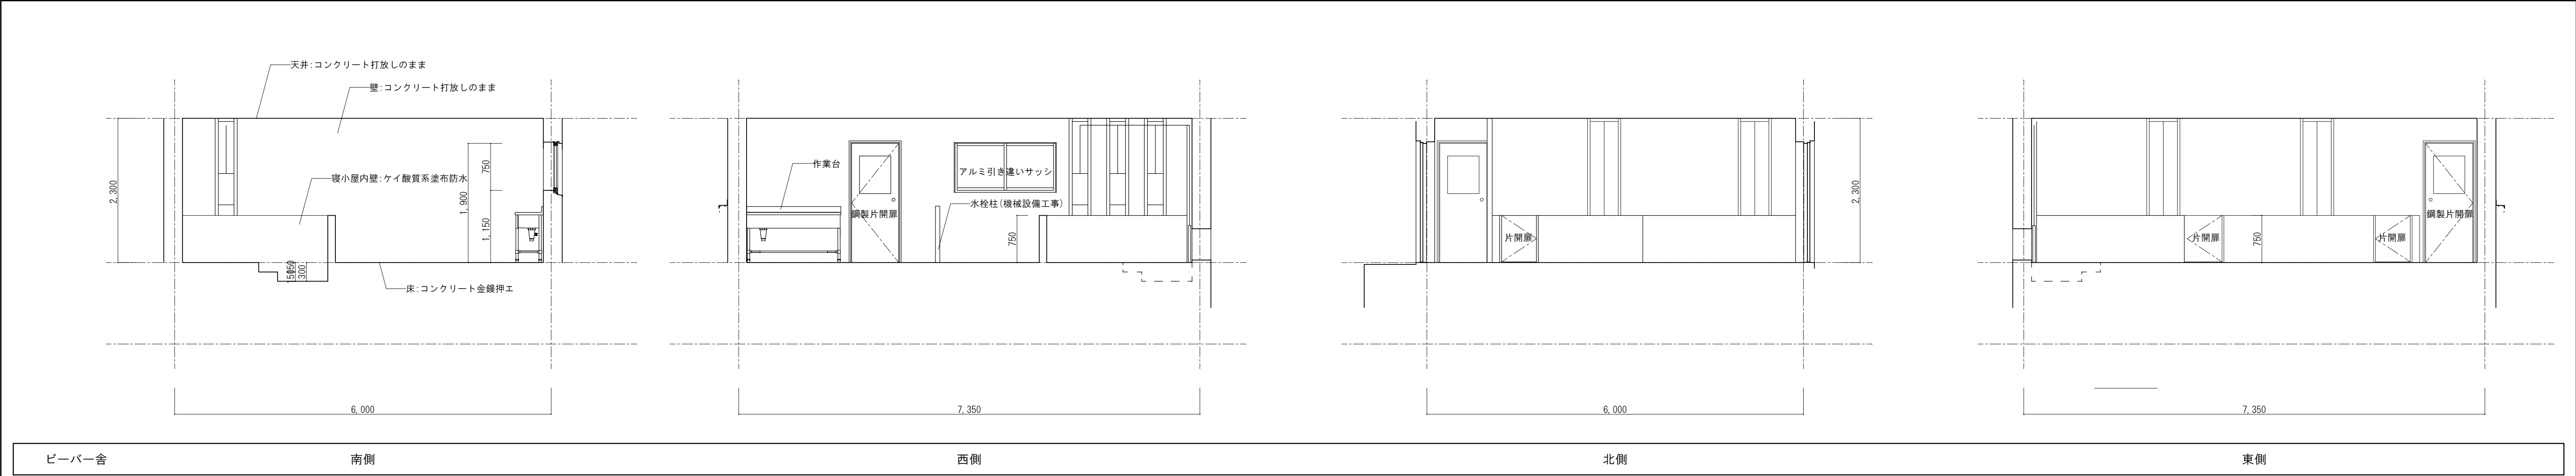 天井:コンクリート打放しのまま
壁:コンクリート打放しのまま
寝小屋内壁:ケイ酸質系塗布防水
床:コンクリート金鏝押エ
2,300
750
1,900
1,150
150
150
300
6,000
作業台
鋼製片開扉
アルミ引き違いサッシ
水栓柱(機械設備工事)
750
7,350
片開扉
2,300
6,000
片開扉
750
片開扉
鋼製片開扉
7,350
ビーバー舎
南側
西側
北側
東側